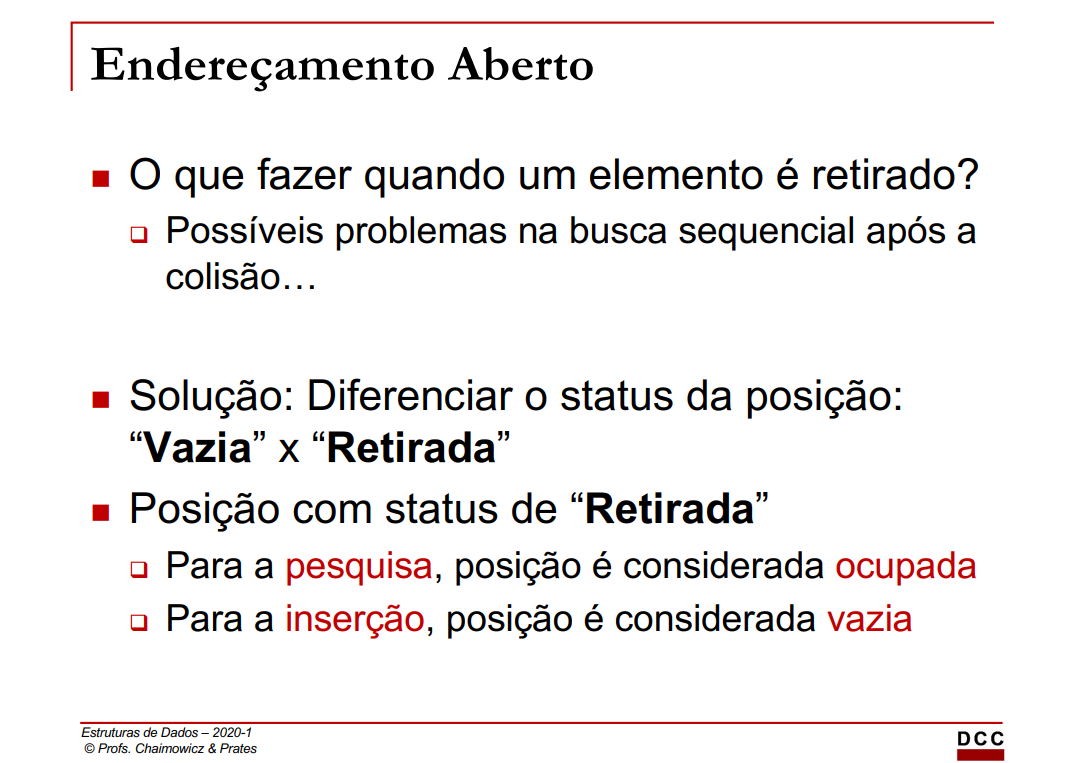 Endereçamento Aberto
O que fazer quando um elemento é retirado?
Possíveis problemas na busca sequencial após a
colisão…
Solução: Diferenciar o status da posição:
“Vazia” x “Retirada”
Posição com status de “Retirada”
Para a pesquisa, posição é considerada ocupada
Para a inserção, posição é considerada vazia
Estruturas de Dados – 2020-1
© Profs. Chaimowicz & Prates
DCC